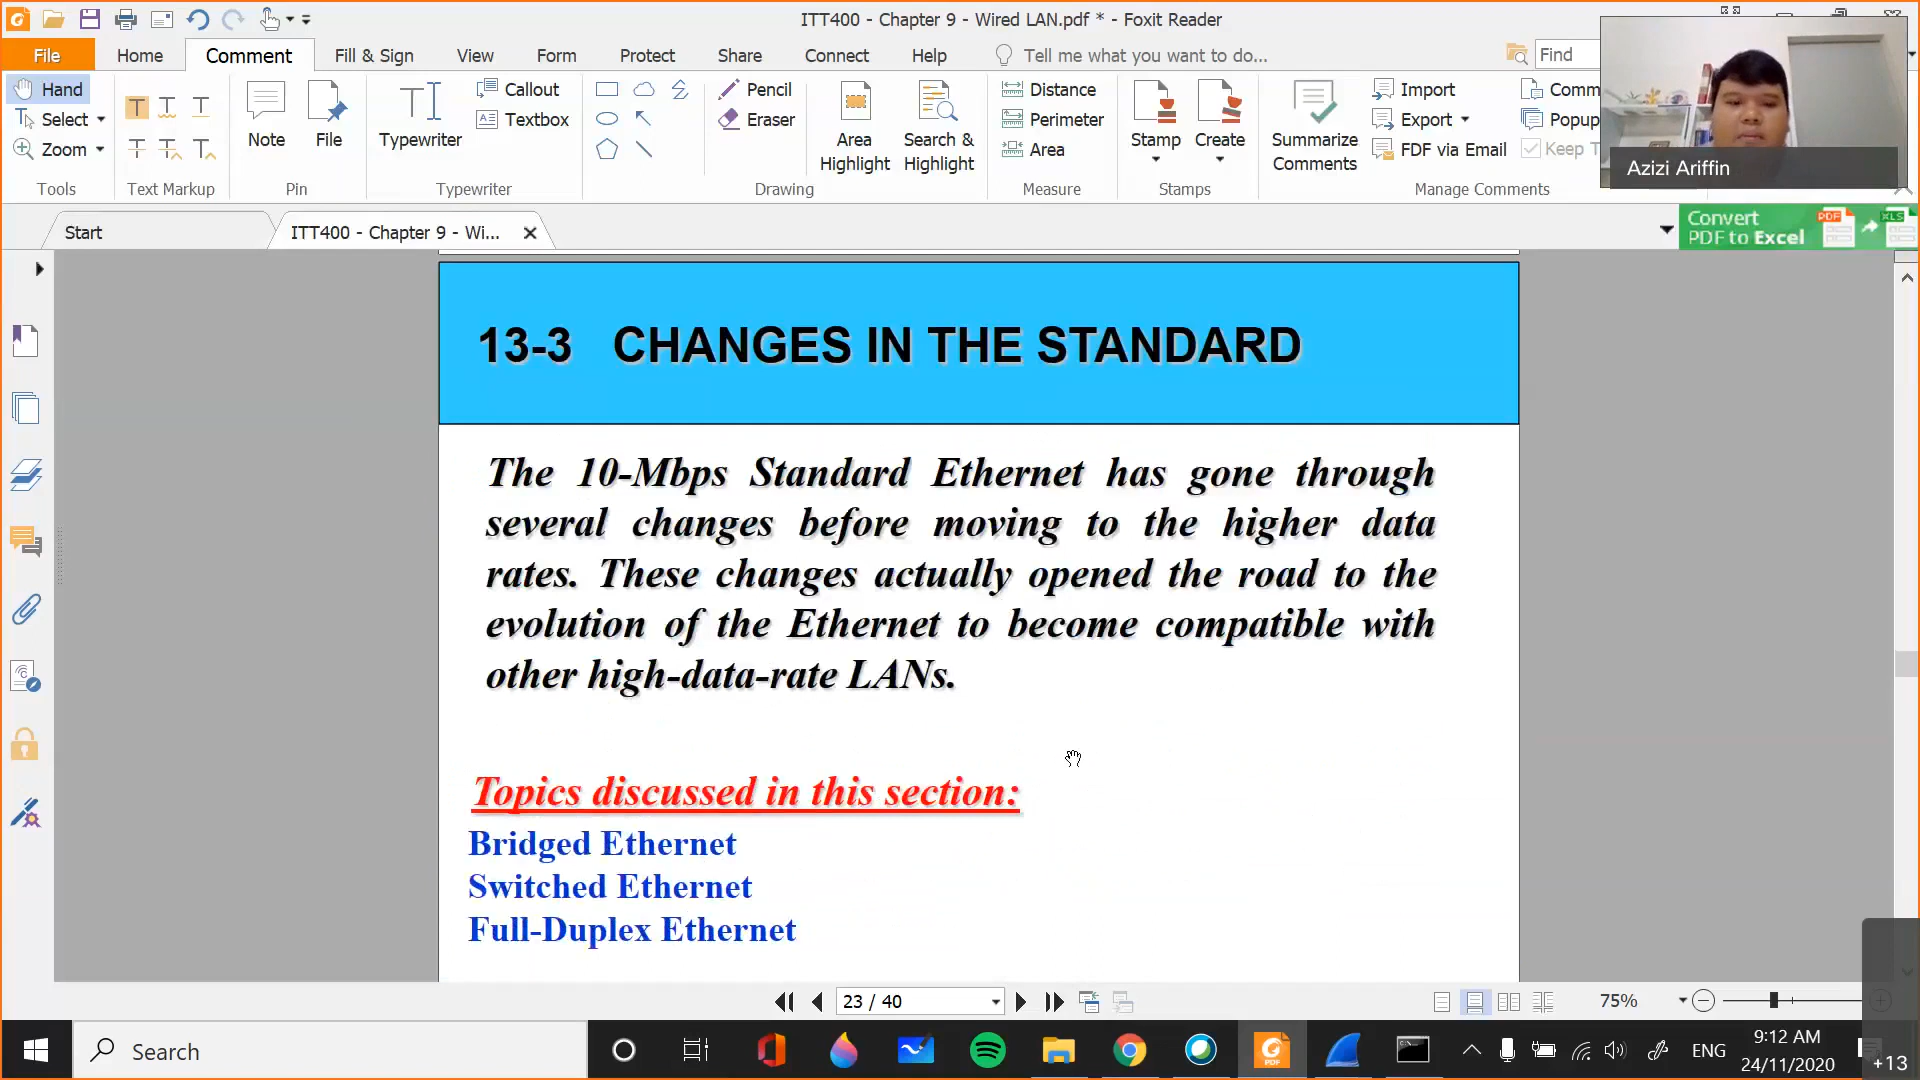 ITT400 - Chapter 9 - Wired LAN.pdf * - Foxit Reader
File
Home
Comment
Fill & Sign
View
Form
Protect
Share
Connect
Help
Tell me what you want to do...
Find
Hand
Select
Zoom
Tools
Text Markup
Note
File
Pin
Typewriter
Callout
Textbox
Typewriter
Pencil
Eraser
Area
Highlight
Search &
Highlight
Drawing
Distance
Perimeter
Area
Measure
Stamp
Create
Stamps
Summarize
Comments
Import
Export
FDF via Email
Comm
Popup
Keep T
Manage Comments
Azizi Ariffin
Start
ITT400 - Chapter 9 - Wi...
Convert
PDF to Excel
PDF
XLS
13-3 CHANGES IN THE STANDARD
The 10-Mbps Standard Ethernet has gone through
several changes before moving to the higher data
rates. These changes actually opened the road to the
evolution of the Ethernet to become compatible with
other high-data-rate LANs.
Topics discussed in this section:
Bridged Ethernet
Switched Ethernet
Full-Duplex Ethernet
23 / 40
75%
Search
PDF
ENG
9:12 AM
24/11/2020
+13